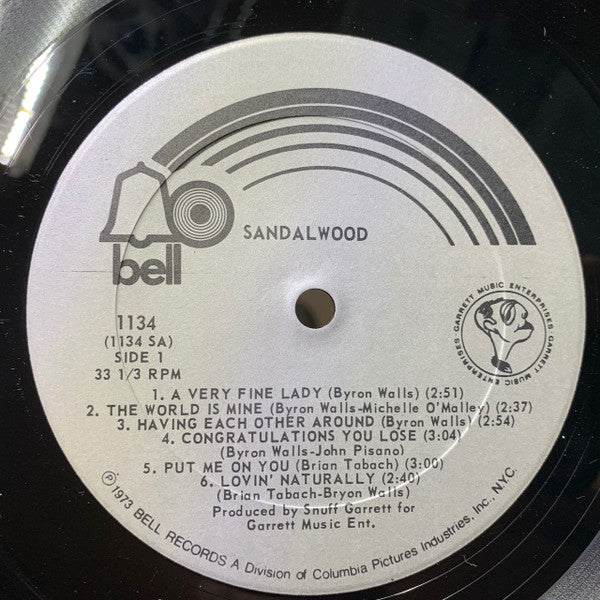 SANDALWOOD
bell
1134
(1134 SA)
SIDE 1
33 1/3 RPM
GARRETT MUSIC ENTERPRISES·GARRETT MUSIC ENTERPRISES·
1. A VERY FINE LADY (Byron Walls) (2:51)
2. THE WORLD IS MINE (Byron Walls-Michelle O'Malley) (2:37)
3. HAVING EACH OTHER AROUND (Byron Walls) (2:54)
4. CONGRATULATIONS YOU LOSE (3:04)
(Byron Walls-John Pisano)
5. PUT ME ON YOU (Brian Tabach) (3:00)
6. LOVIN' NATURALLY (2:40)
(Brian Tabach-Bryon Walls)
Produced by Snuff Garrett for
Garrett Music Ent.
Ⓟ1973 BELL RECORDS A Division of Columbia Pictures Industries, Inc., N.Y.C.